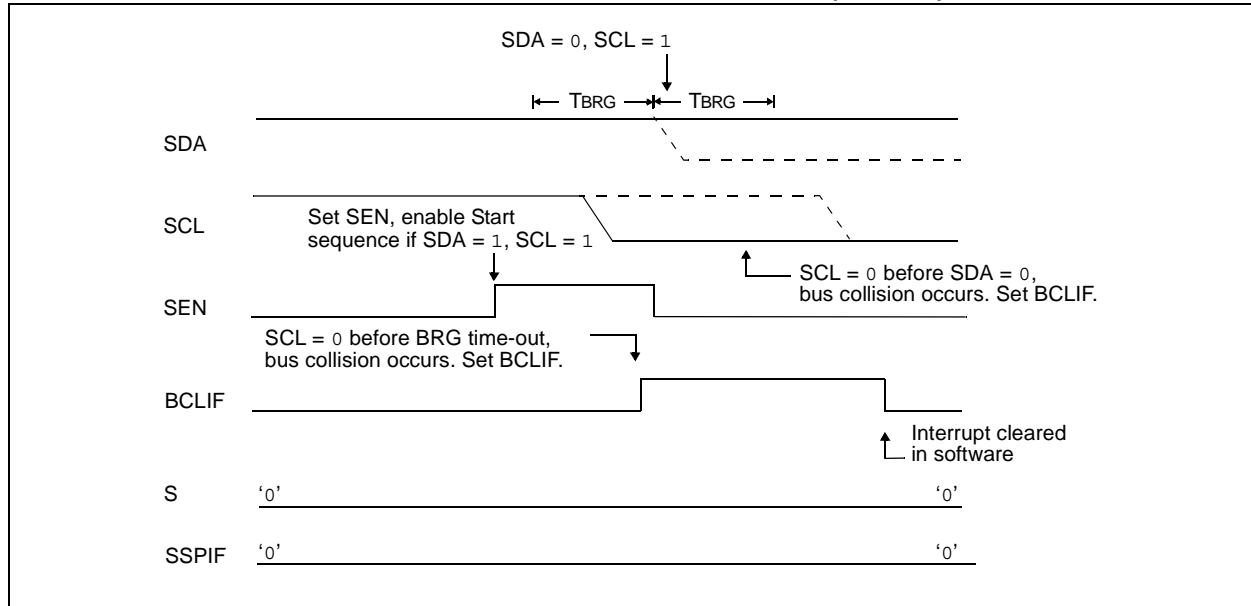 SDA = 0, SCL = 1
TBRG TBRG
SDA
SCL
Set SEN, enable Start
sequence if SDA = 1, SCL = 1
SCL = 0 before SDA = 0,
bus collision occurs. Set BCLIF.
SEN
SCL = 0 before BRG time-out,
bus collision occurs. Set BCLIF.
BCLIF
Interrupt cleared
in software
S ‘0’ ‘0’
SSPIF ‘0’ ‘0’